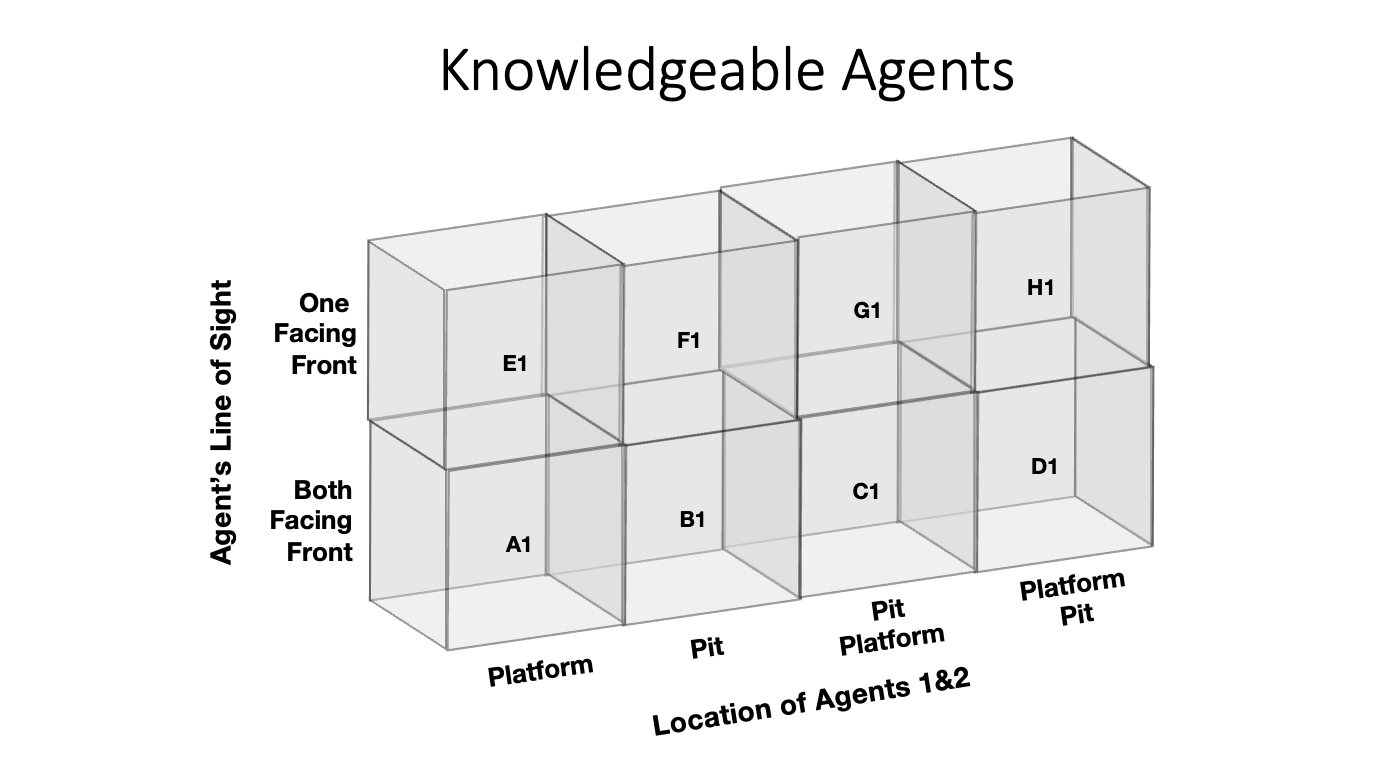 Knowledgeable Agents
Agent’s Line of Sight
One
Facing
Front
E1
F1
G1
H1
Both
Facing
Front
A1
B1
C1
D1
Platform
Pit
Pit
Platform
Platform
Pit
Location of Agents 1&2